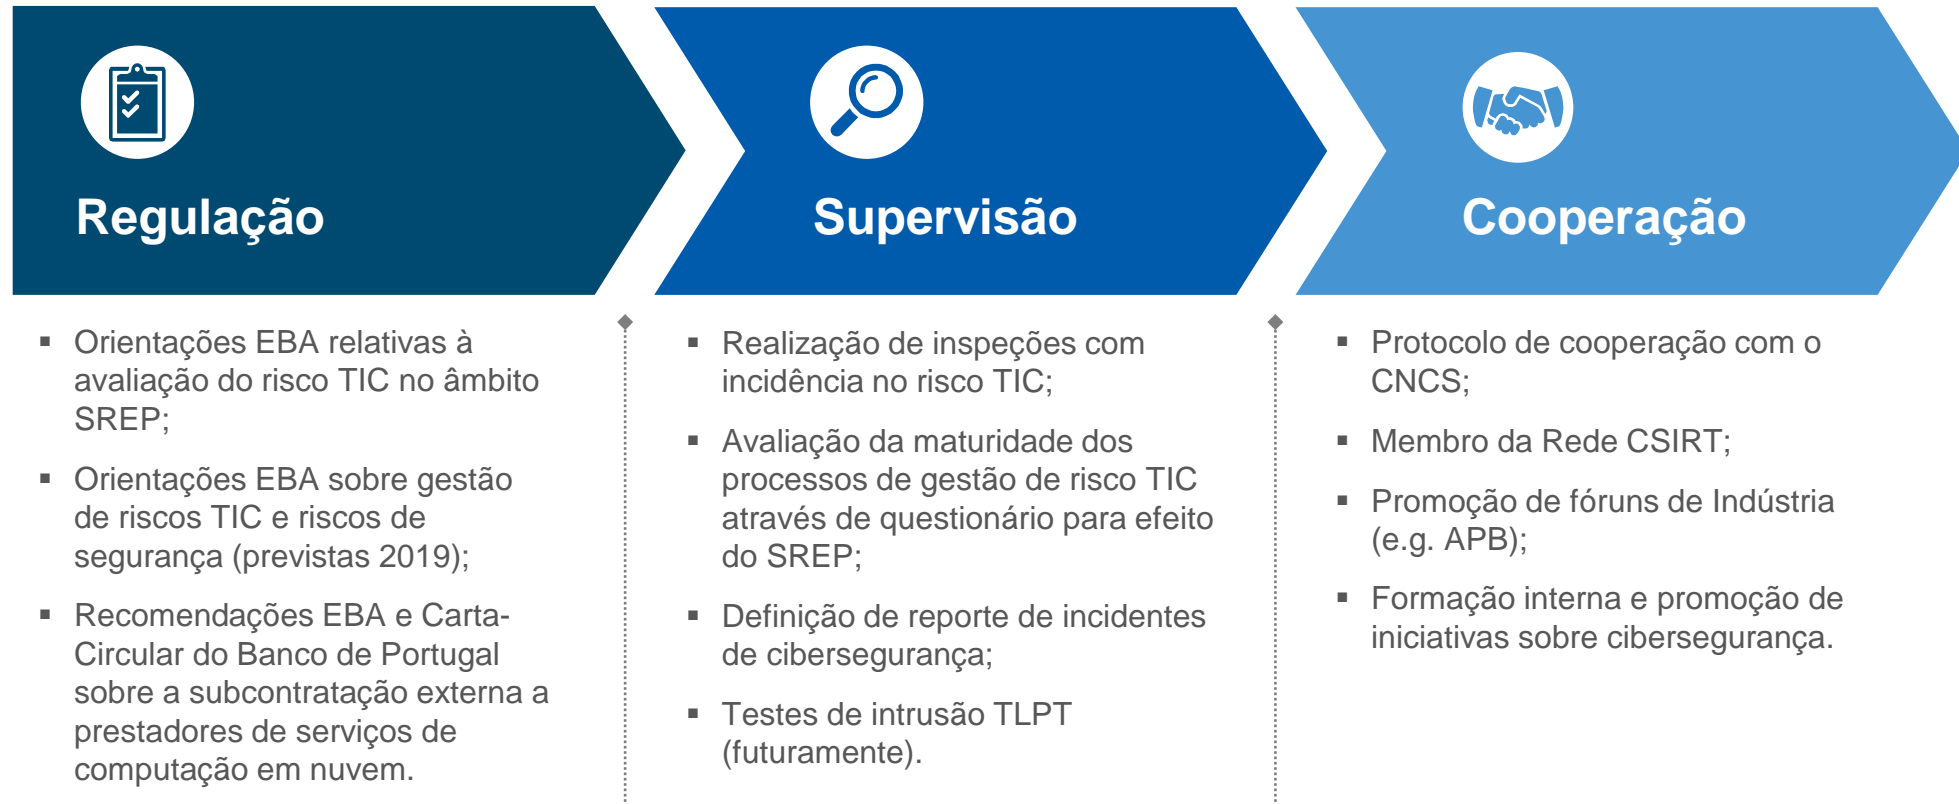 Regulação
▪ Orientações EBA relativas à
avaliação do risco TIC no âmbito
SREP;
▪ Orientações EBA sobre gestão
de riscos TIC e riscos de
segurança (previstas 2019);
▪ Recomendações EBA e Carta-
Circular do Banco de Portugal
sobre a subcontratação externa a
prestadores de serviços de
computação em nuvem.
Supervisão
▪ Realização de inspeções com
incidência no risco TIC;
▪ Avaliação da maturidade dos
processos de gestão de risco TIC
através de questionário para efeito
do SREP;
▪ Definição de reporte de incidentes
de cibersegurança;
▪ Testes de intrusão TLPT
(futuramente).
Cooperação
▪ Protocolo de cooperação com o
CNCS;
▪ Membro da Rede CSIRT;
▪ Promoção de fóruns de Indústria
(e.g. APB);
▪ Formação interna e promoção de
iniciativas sobre cibersegurança.